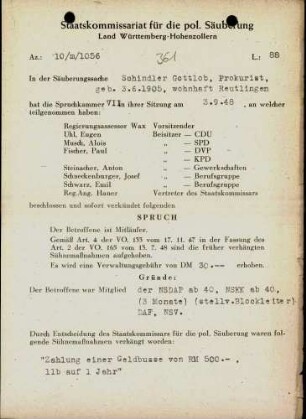 Staatskommissariat für die pol. Säuberung
Land Württemberg-Hohenzollern
Az.: 10/m/1056 361 L.: 88
In der Säuberungssache Schindler Gottlob, Prokurist,
geb. 3.6.1905, wohnhaft Reutlingen
hat die Spruchkammer VII in ihrer Sitzung am 3.9.48, an welcher
teilgenommen haben:
Regierungsassessor Wax Vorsitzender
Uhl, Eugen Beisitzer – CDU
Musch, Alois „ – SPD
Fischer, Paul „ – DVP
„ – KPD
Steinacher, Anton „ – Gewerkschaften
Schaeckenburger, Josef „ – Berufsgruppe
Schwarz, Emil „ – Berufsgruppe
Reg.Ang. Huner Vertreter des Staatskommissars
beschlossen und sofort verkündet folgenden
SPRUCH
Der Betroffene ist Mitläufer.
Gemäß Art. 4 der VO. 133 vom 17. 11. 67 in der Fassung des
Art. 2 der VO. 165 vom 13. 7. 48 sind die früher verhängten
Sühnemaßnahmen aufgehoben.
Es wird eine Verwaltungsgebühr von DM 30.-- erhoben.
Gründe:
Der Betroffene war Mitglied der NSDAP ab 40, NSKK ab 40,
(3 Monate) (stellv.Blockleiter)
DAF, NSV.
Durch Entscheidung des Staatskommissars für die pol. Säuberung waren folgende
Sühnemaßnahmen verhängt worden:
"Zahlung einer Geldbusse von RM 500.--,
11b auf 1 Jahr"